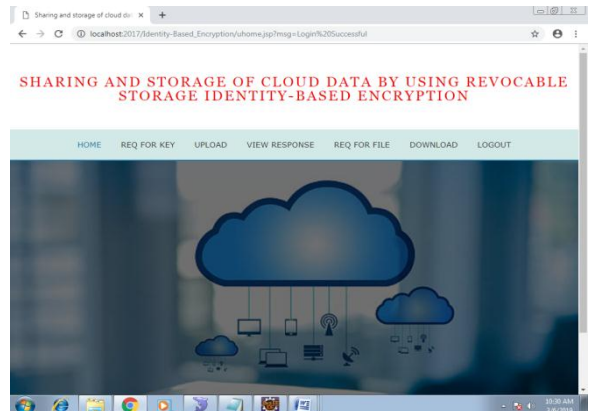 Sharing and storage of cloud dat
localhost:2017/Identity-Based_Encryption/uhome.jsp?msg=Login%20Successful
SHARING AND STORAGE OF CLOUD DATA BY USING REVOCABLE
STORAGE IDENTITY-BASED ENCRYPTION
HOME REQ FOR KEY UPLOAD VIEW RESPONSE REQ FOR FILE DOWNLOAD LOGOUT
10:30 AM